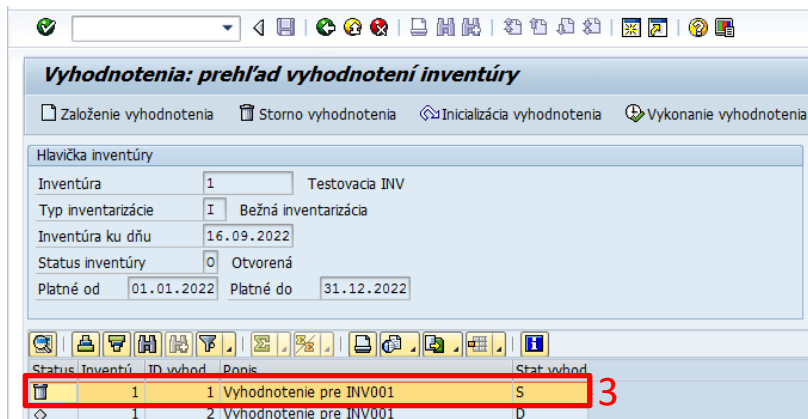 Vyhodnotenia: prehľad vyhodnotení inventúry
Založenie vyhodnotenia Storno vyhodnotenia Inicializácia vyhodnotenia Vykonanie vyhodnotenia
Hlavička inventúry
Inventúra 1 Testovacia INV
Typ inventarizácie I Bežná inventarizácia
Inventúra ku dňu 16.09.2022
Status inventúry O Otvorená
Platné od 01.01.2022 Platné do 31.12.2022
Status Inventú ID vyhod Popis Stat vyhod
1 1 Vyhodnotenie pre INV001 S 3
1 2 Vyhodnotenie pre INV001 D